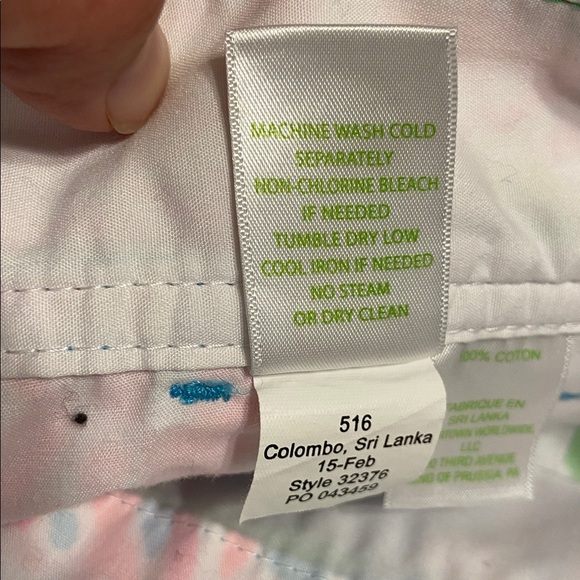 MACHINE WASH COLD
SEPARATELY
NON-CHLORINE BLEACH
IF NEEDED
TUMBLE DRY LOW
COOL IRON IF NEEDED
NO STEAM
OR DRY CLEAN
516
Colombo, Sri Lanka
15-Feb
Style 32376
PO 043459
00% COTON
FABRIQUE EN
SRI LANKA
WORLDWIDE
LLC
THIRD AVENUE
OF PRUSSIA PA